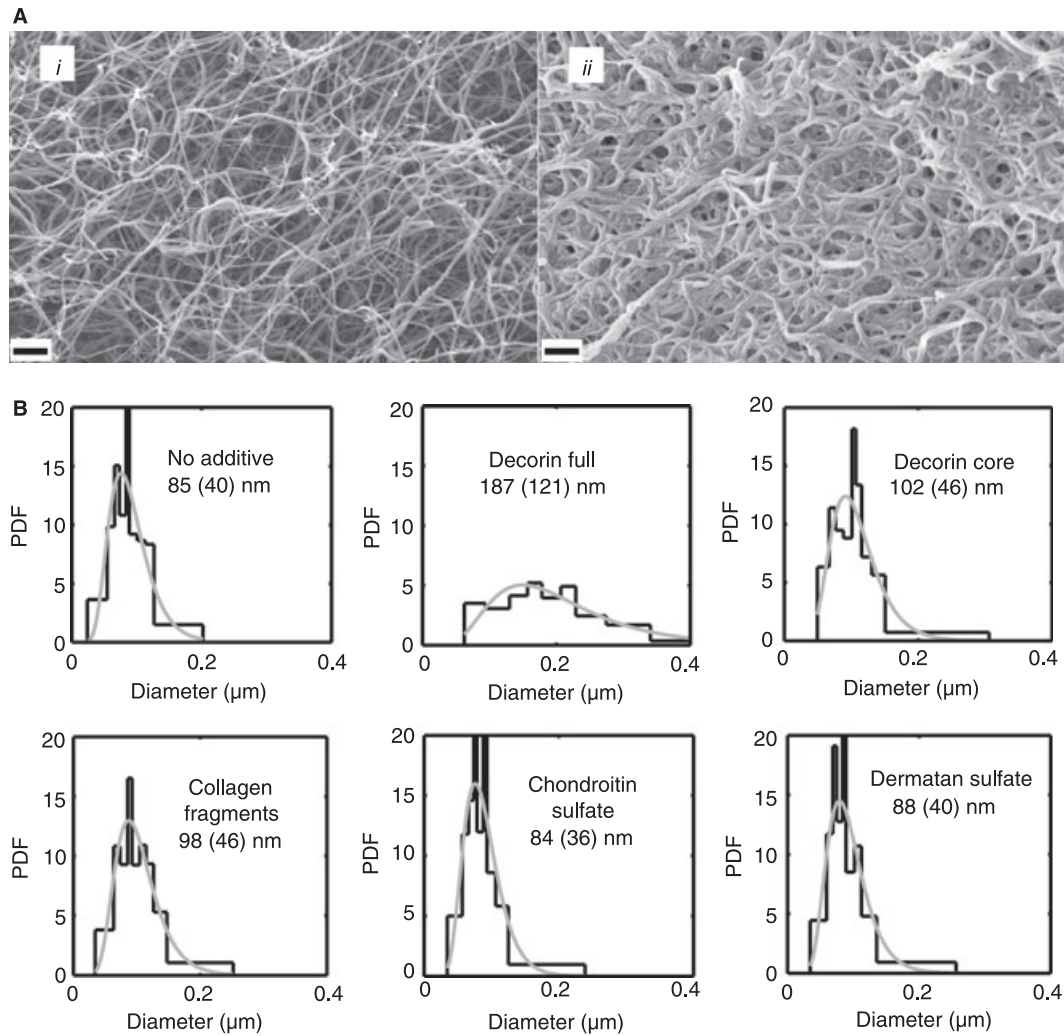 A
i
ii
B
20
15
10
5
0
PDF
No additive
85 (40) nm
0
0.2
0.4
Diameter (µm)
20
15
10
5
0
PDF
Decorin full
187 (121) nm
0
0.2
0.4
Diameter (µm)
20
15
10
5
0
PDF
Decorin core
102 (46) nm
0
0.2
0.4
Diameter (µm)
20
15
10
5
0
PDF
Collagen
fragments
98 (46) nm
0
0.2
0.4
Diameter (µm)
20
15
10
5
0
PDF
Chondroitin
sulfate
84 (36) nm
0
0.2
0.4
Diameter (µm)
20
15
10
5
0
PDF
Dermatan sulfate
88 (40) nm
0
0.2
0.4
Diameter (µm)